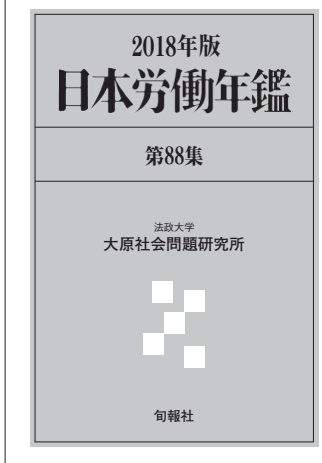 2018年版
日本労働年鑑
第88集
法政大学
大原社会問題研究所
旬報社